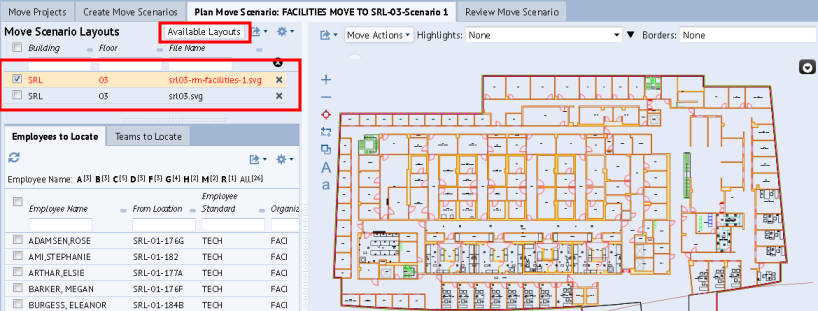 Move Projects Create Move Scenarios Plan Move Scenario: FACILITIES MOVE TO SRL-03-Scenario 1 Review Move Scenario
Move Scenario Layouts Available Layouts
Move Actions Highlights: None Borders: None
Building Floor File Name
SRL 03 srl03-rm-facilities-1.svg
SRL 03 srl03.svg
Employees to Locate Teams to Locate
Employee Name: A[3] B[3] C[5] D[3] F[3] G[4] H[2] M[2] R[1] All[26]
Employee Name From Location Employee Standard Organiz
ADAMSEN,ROSE SRL-01-176G TECH FACI
AMI,STEPHANIE SRL-01-182 TECH FACI
ARTHAR,ELSIE SRL-01-177A TECH FACI
BARKER, MEGAN SRL-01-176F TECH FACI
BURGESS, ELEANOR SRL-01-184B TECH FACI
A
a